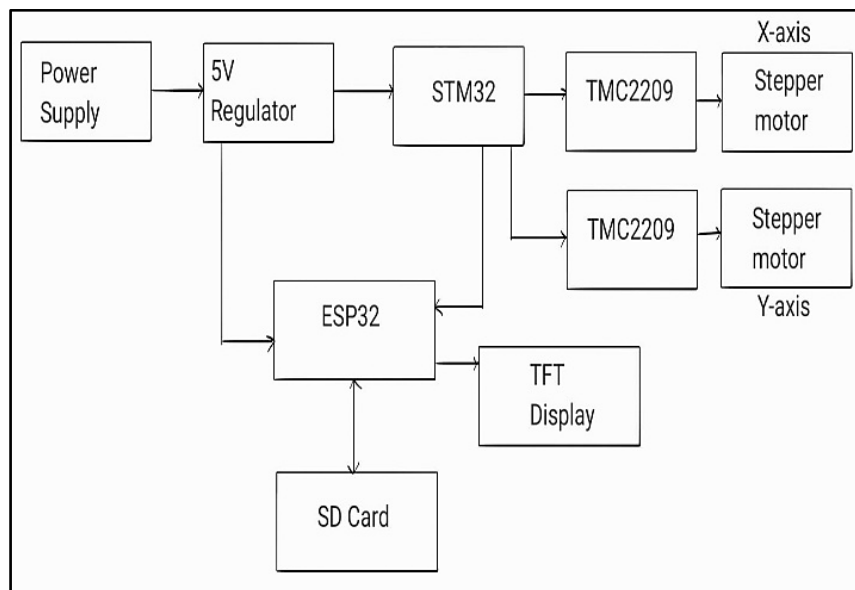 X-axis
Power
Supply
5V
Regulator
STM32
TMC2209
Stepper
motor
TMC2209
Stepper
motor
Y-axis
ESP32
TFT
Display
SD Card